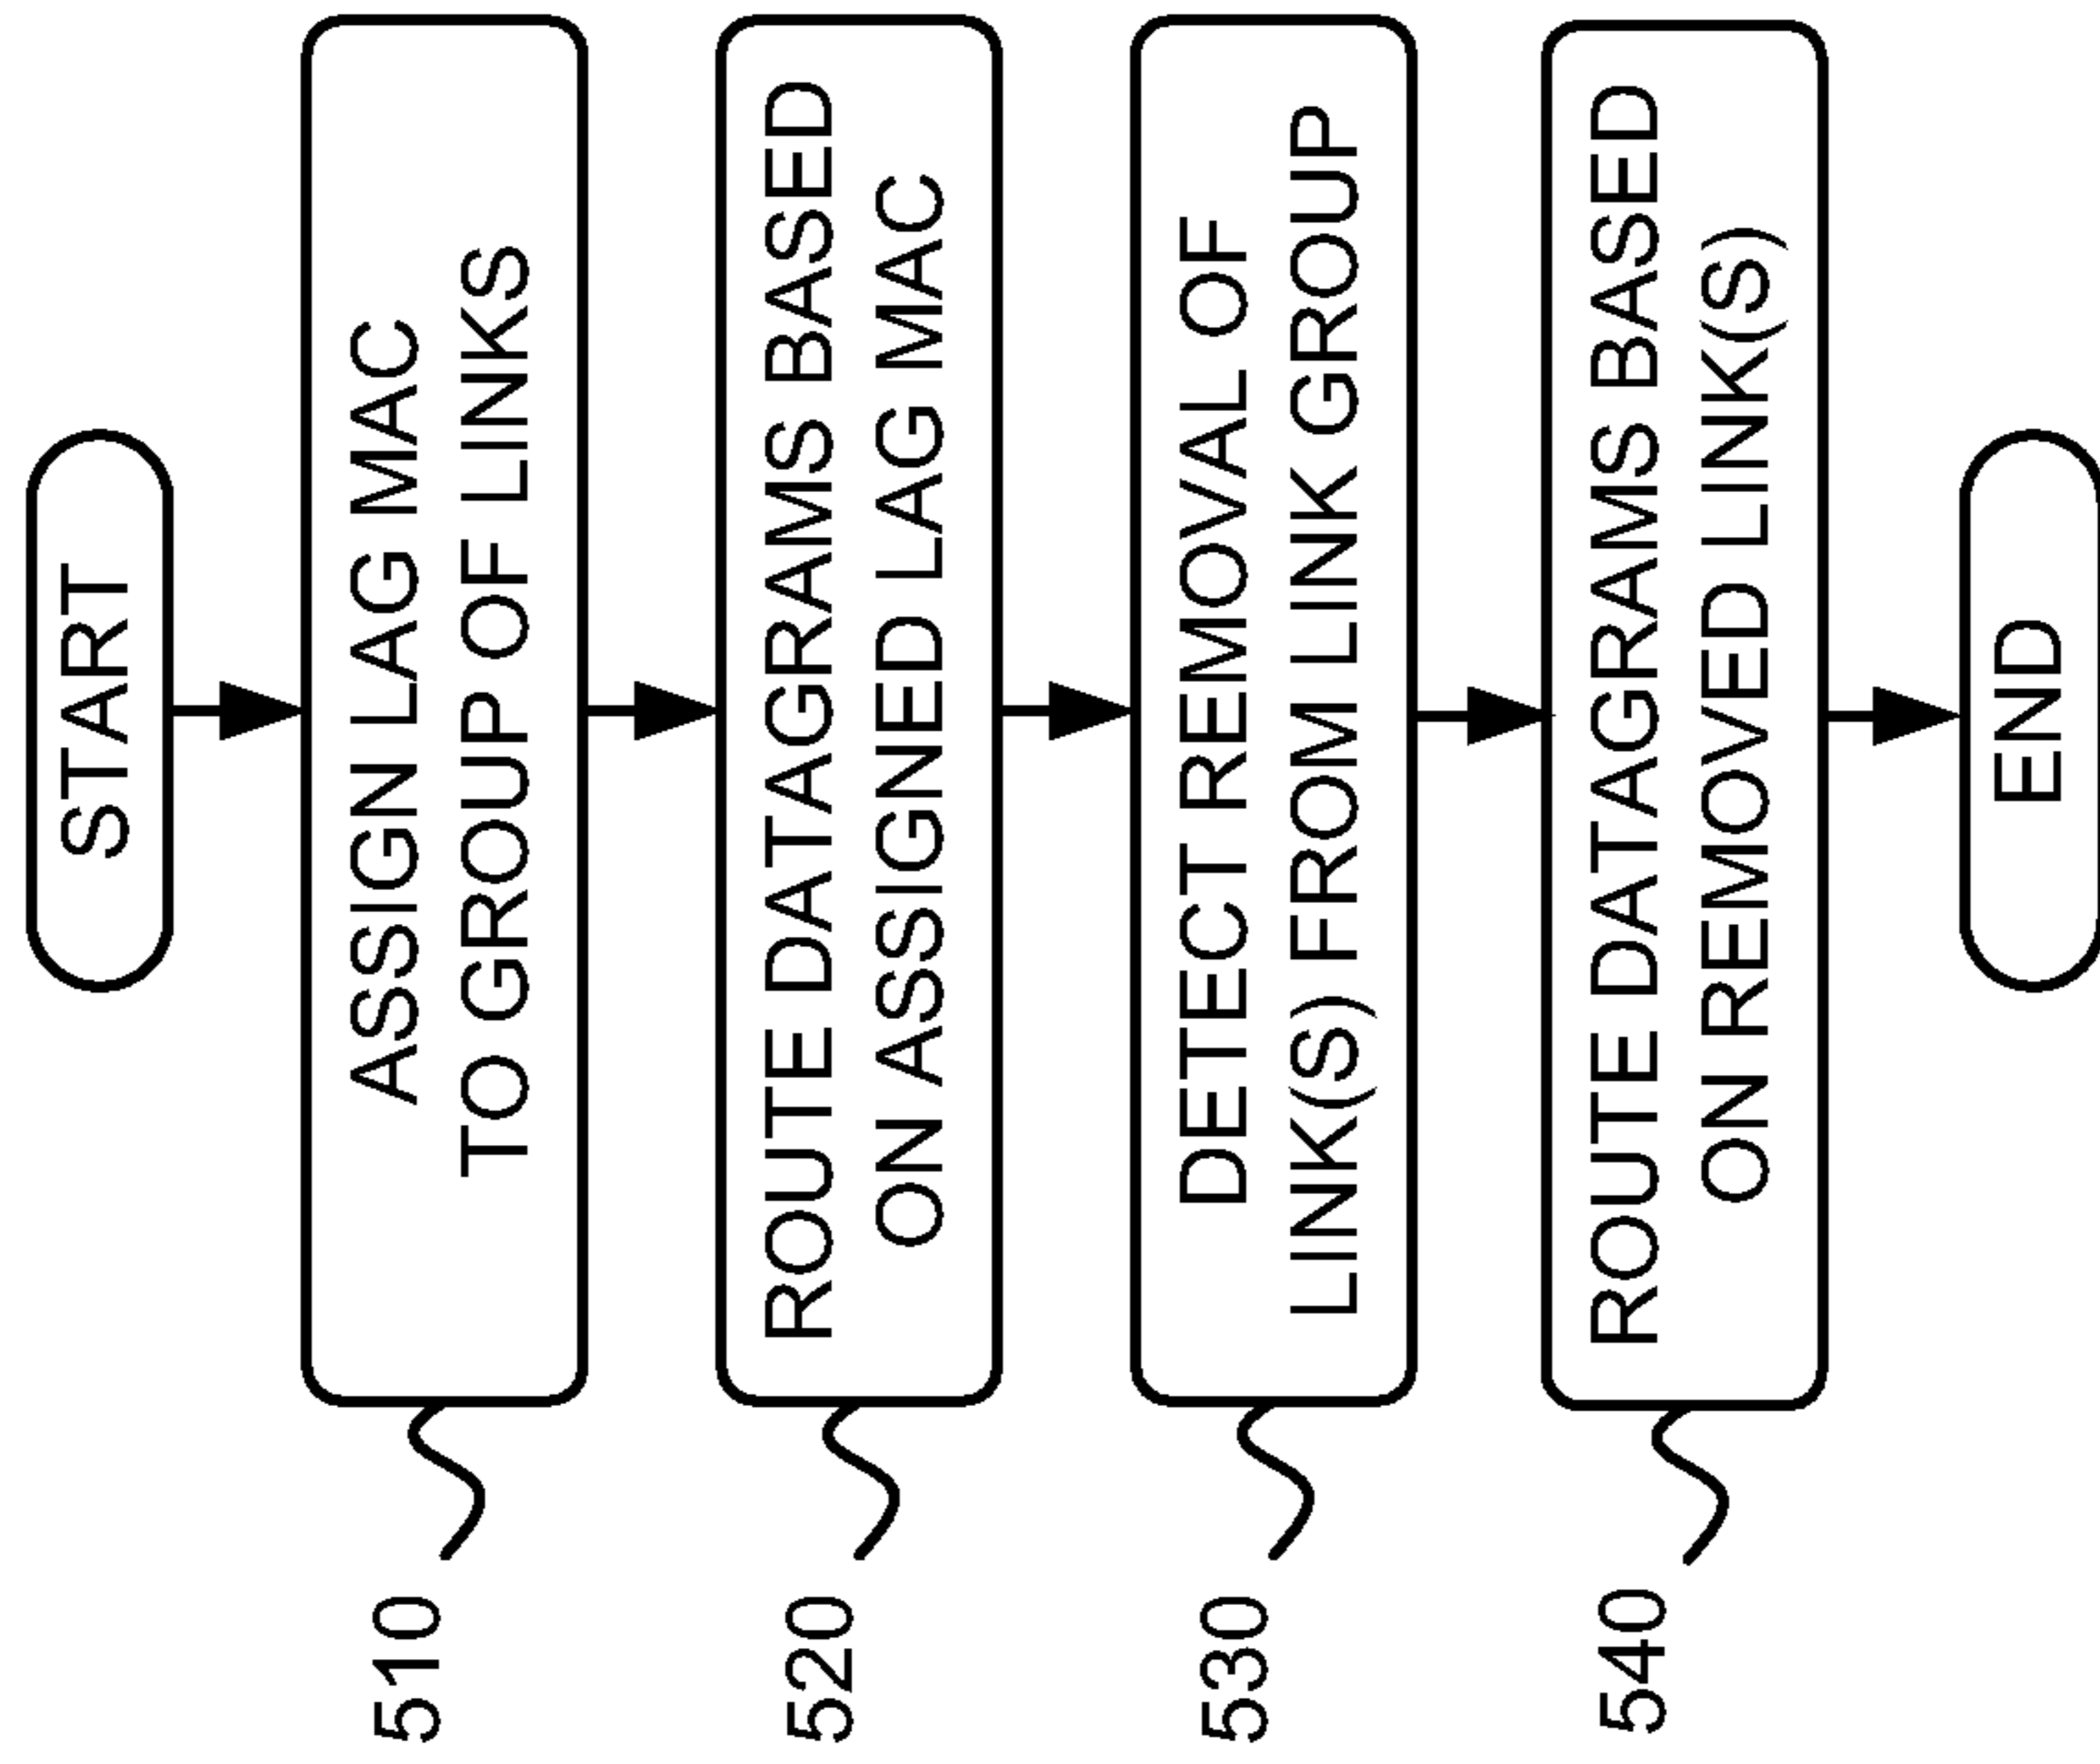 START
510
ASSIGN LAG MAC
TO GROUP OF LINKS
520
ROUTE DATAGRAMS BASED
ON ASSIGNED LAG MAC
530
DETECT REMOVAL OF
LINK(S) FROM LINK GROUP
540
ROUTE DATAGRAMS BASED
ON REMOVED LINK(S)
END